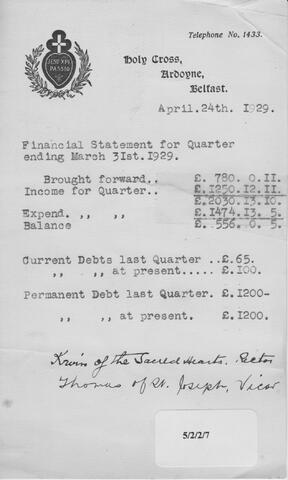 Telephone No. 1433.
JESU XPI
PASSIO
Holy Cross,
Ardoyne,
Belfast.
April.24th. 1929.
Financial Statement for Quarter
ending March 31st.1929.
Brought forward.. £. 780. 0.11.
Income for Quarter.. £.1250.12.11.
£.2030.13.10.
Expend. ,, ,, £.1474.13. 5.
Balance £. 556. 0. 5.
Current Debts last Quarter ..£.65.
,, ,, at present.....£.100.
Permanent Debt last Quarter. £.1200-
,, ,, at present. £.1200.
Kevin of the Sacred Hearts. Rector
Thomas of St. Joseph, Vicar
5/2/2/7